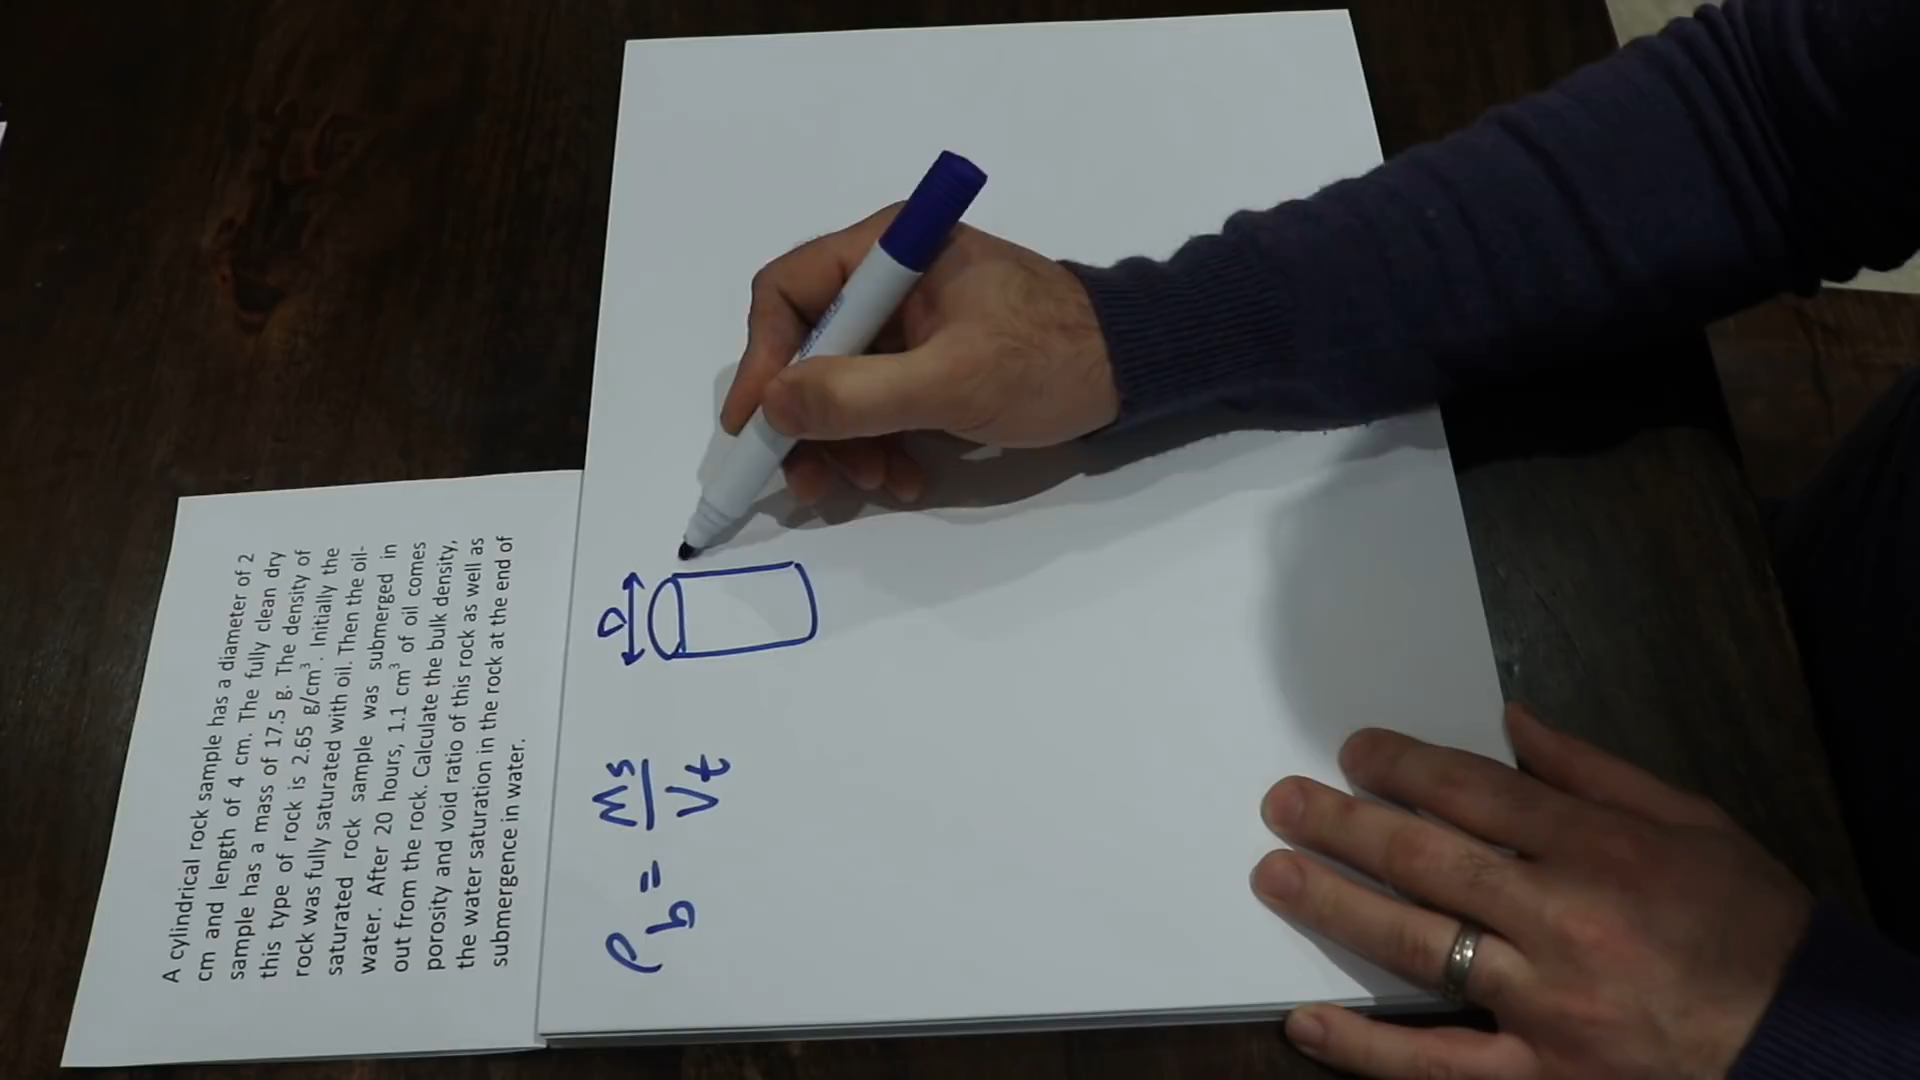 A cylindrical rock sample has a diameter of 2
cm and length of 4 cm. The fully clean dry
sample has a mass of 17.5 g. The density of
this type of rock is 2.65 g/cm³. Initially the
rock was fully saturated with oil. Then the oil-
saturated rock sample was submerged in
water. After 20 hours, 1.1 cm³ of oil comes
out from the rock. Calculate the bulk density,
porosity and void ratio of this rock as well as
the water saturation in the rock at the end of
submergence in water.
ρb = Ms/Vt
D